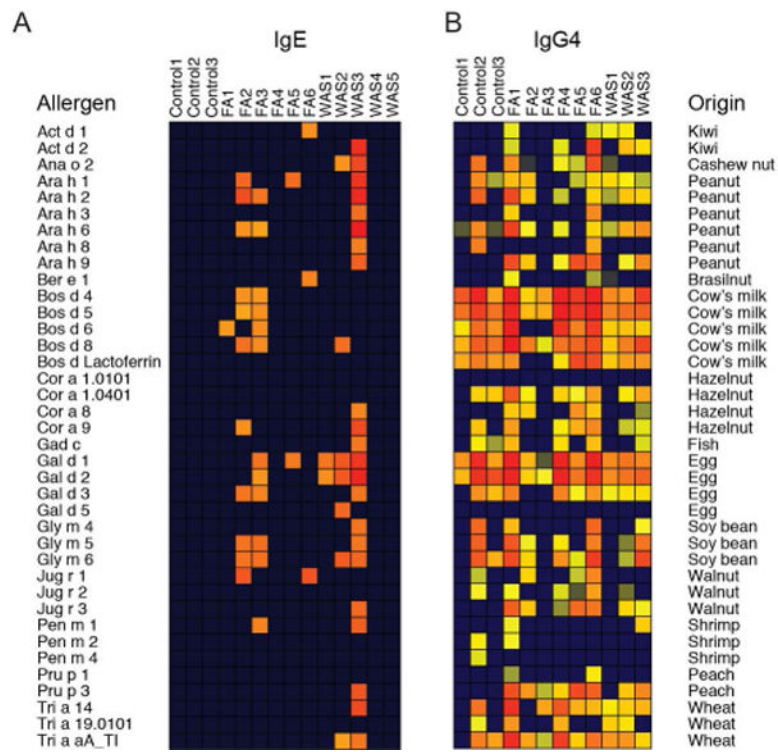 A
B
IgE
IgG4
Control1
Control2
Control3
FA1
FA2
FA3
FA4
FA5
FA6
WAS1
WAS2
WAS3
WAS4
WAS5
Control1
Control2
Control3
FA1
FA2
FA3
FA4
FA5
FA6
WAS1
WAS2
WAS3
Allergen
Origin
Act d 1 Kiwi
Act d 2 Kiwi
Ana o 2 Cashew nut
Ara h 1 Peanut
Ara h 2 Peanut
Ara h 3 Peanut
Ara h 6 Peanut
Ara h 8 Peanut
Ara h 9 Peanut
Ber e 1 Brasilnut
Bos d 4 Cow's milk
Bos d 5 Cow's milk
Bos d 6 Cow's milk
Bos d 8 Cow's milk
Bos d Lactoferrin Cow's milk
Cor a 1.0101 Hazelnut
Cor a 1.0401 Hazelnut
Cor a 8 Hazelnut
Cor a 9 Hazelnut
Gad c Fish
Gal d 1 Egg
Gal d 2 Egg
Gal d 3 Egg
Gal d 5 Egg
Gly m 4 Soy bean
Gly m 5 Soy bean
Gly m 6 Soy bean
Jug r 1 Walnut
Jug r 2 Walnut
Jug r 3 Walnut
Pen m 1 Shrimp
Pen m 2 Shrimp
Pen m 4 Shrimp
Pru p 1 Peach
Pru p 3 Peach
Tri a 14 Wheat
Tri a 19.0101 Wheat
Tri a aA_TI Wheat